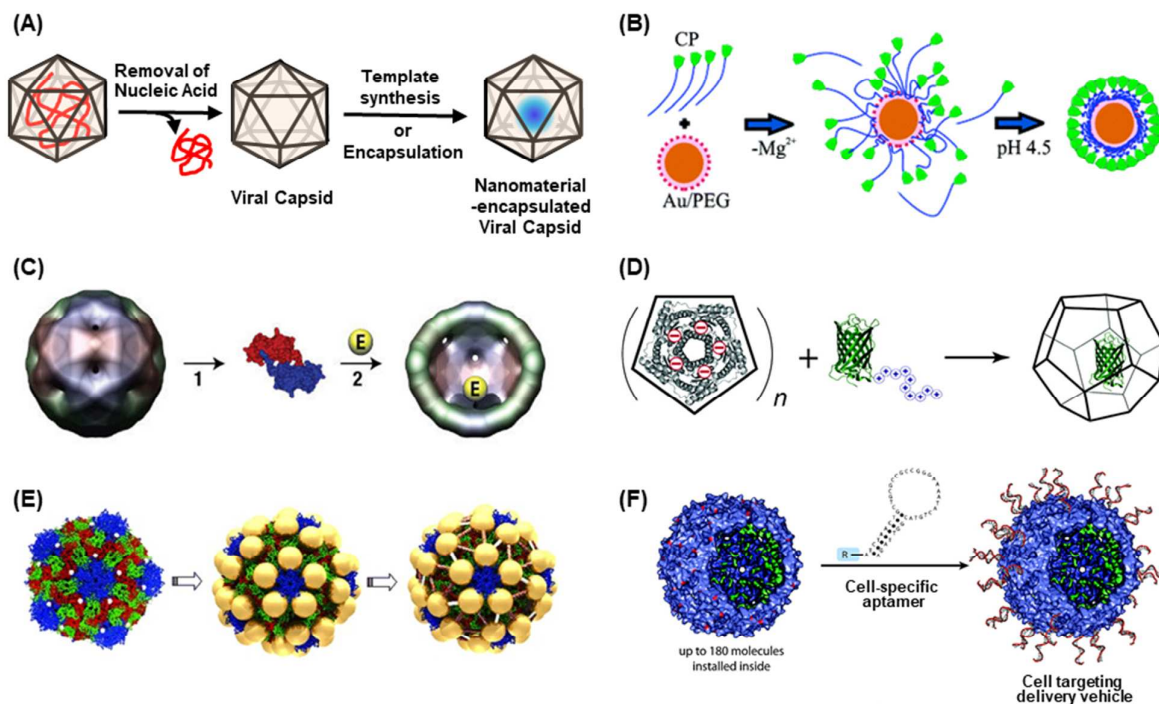 (A)
Removal of
Nucleic Acid
Viral Capsid
Template
synthesis
or
Encapsulation
Nanomaterial
-encapsulated
Viral Capsid
(B)
CP
+
Au/PEG
-Mg²⁺
pH 4.5
(C)
1
E
2
E
(D)
n
+
(E)
(F)
up to 180 molecules
installed inside
R
Cell-specific
aptamer
Cell targeting
delivery vehicle